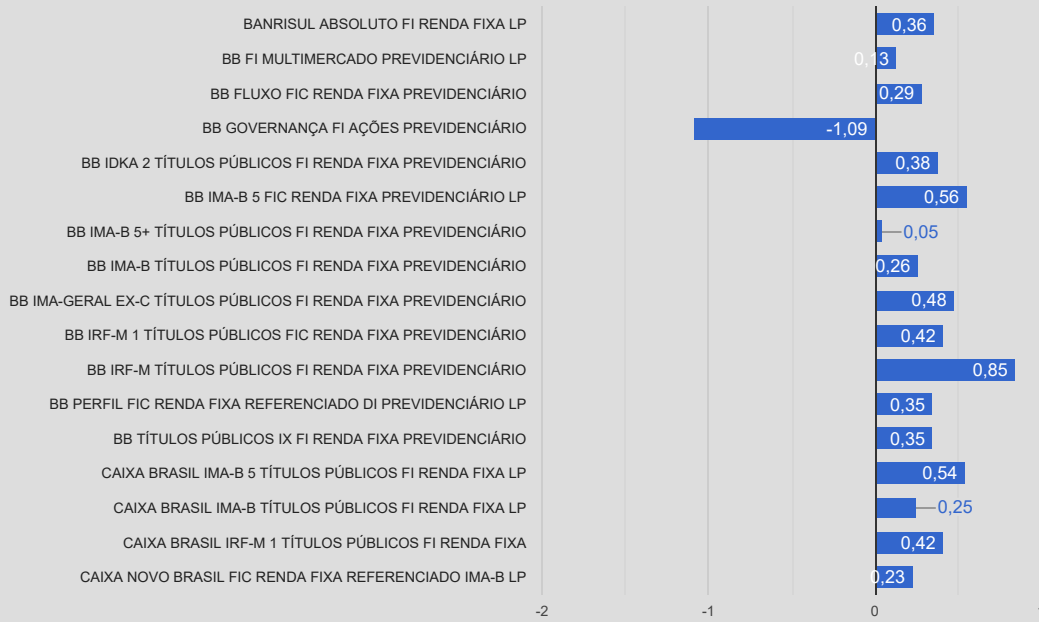 BANRISUL ABSOLUTO FI RENDA FIXA LP 0,36
BB FI MULTIMERCADO PREVIDENCIÁRIO LP 0,13
BB FLUXO FIC RENDA FIXA PREVIDENCIÁRIO 0,29
BB GOVERNANÇA FI AÇÕES PREVIDENCIÁRIO -1,09
BB IDKA 2 TÍTULOS PÚBLICOS FI RENDA FIXA PREVIDENCIÁRIO 0,38
BB IMA-B 5 FIC RENDA FIXA PREVIDENCIÁRIO LP 0,56
BB IMA-B 5+ TÍTULOS PÚBLICOS FI RENDA FIXA PREVIDENCIÁRIO 0,05
BB IMA-B TÍTULOS PÚBLICOS FI RENDA FIXA PREVIDENCIÁRIO 0,26
BB IMA-GERAL EX-C TÍTULOS PÚBLICOS FI RENDA FIXA PREVIDENCIÁRIO 0,48
BB IRF-M 1 TÍTULOS PÚBLICOS FIC RENDA FIXA PREVIDENCIÁRIO 0,42
BB IRF-M TÍTULOS PÚBLICOS FI RENDA FIXA PREVIDENCIÁRIO 0,85
BB PERFIL FIC RENDA FIXA REFERENCIADO DI PREVIDENCIÁRIO LP 0,35
BB TÍTULOS PÚBLICOS IX FI RENDA FIXA PREVIDENCIÁRIO 0,35
CAIXA BRASIL IMA-B 5 TÍTULOS PÚBLICOS FI RENDA FIXA LP 0,54
CAIXA BRASIL IMA-B TÍTULOS PÚBLICOS FI RENDA FIXA LP 0,25
CAIXA BRASIL IRF-M 1 TÍTULOS PÚBLICOS FI RENDA FIXA 0,42
CAIXA NOVO BRASIL FIC RENDA FIXA REFERENCIADO IMA-B LP 0,23
-2 -1 0